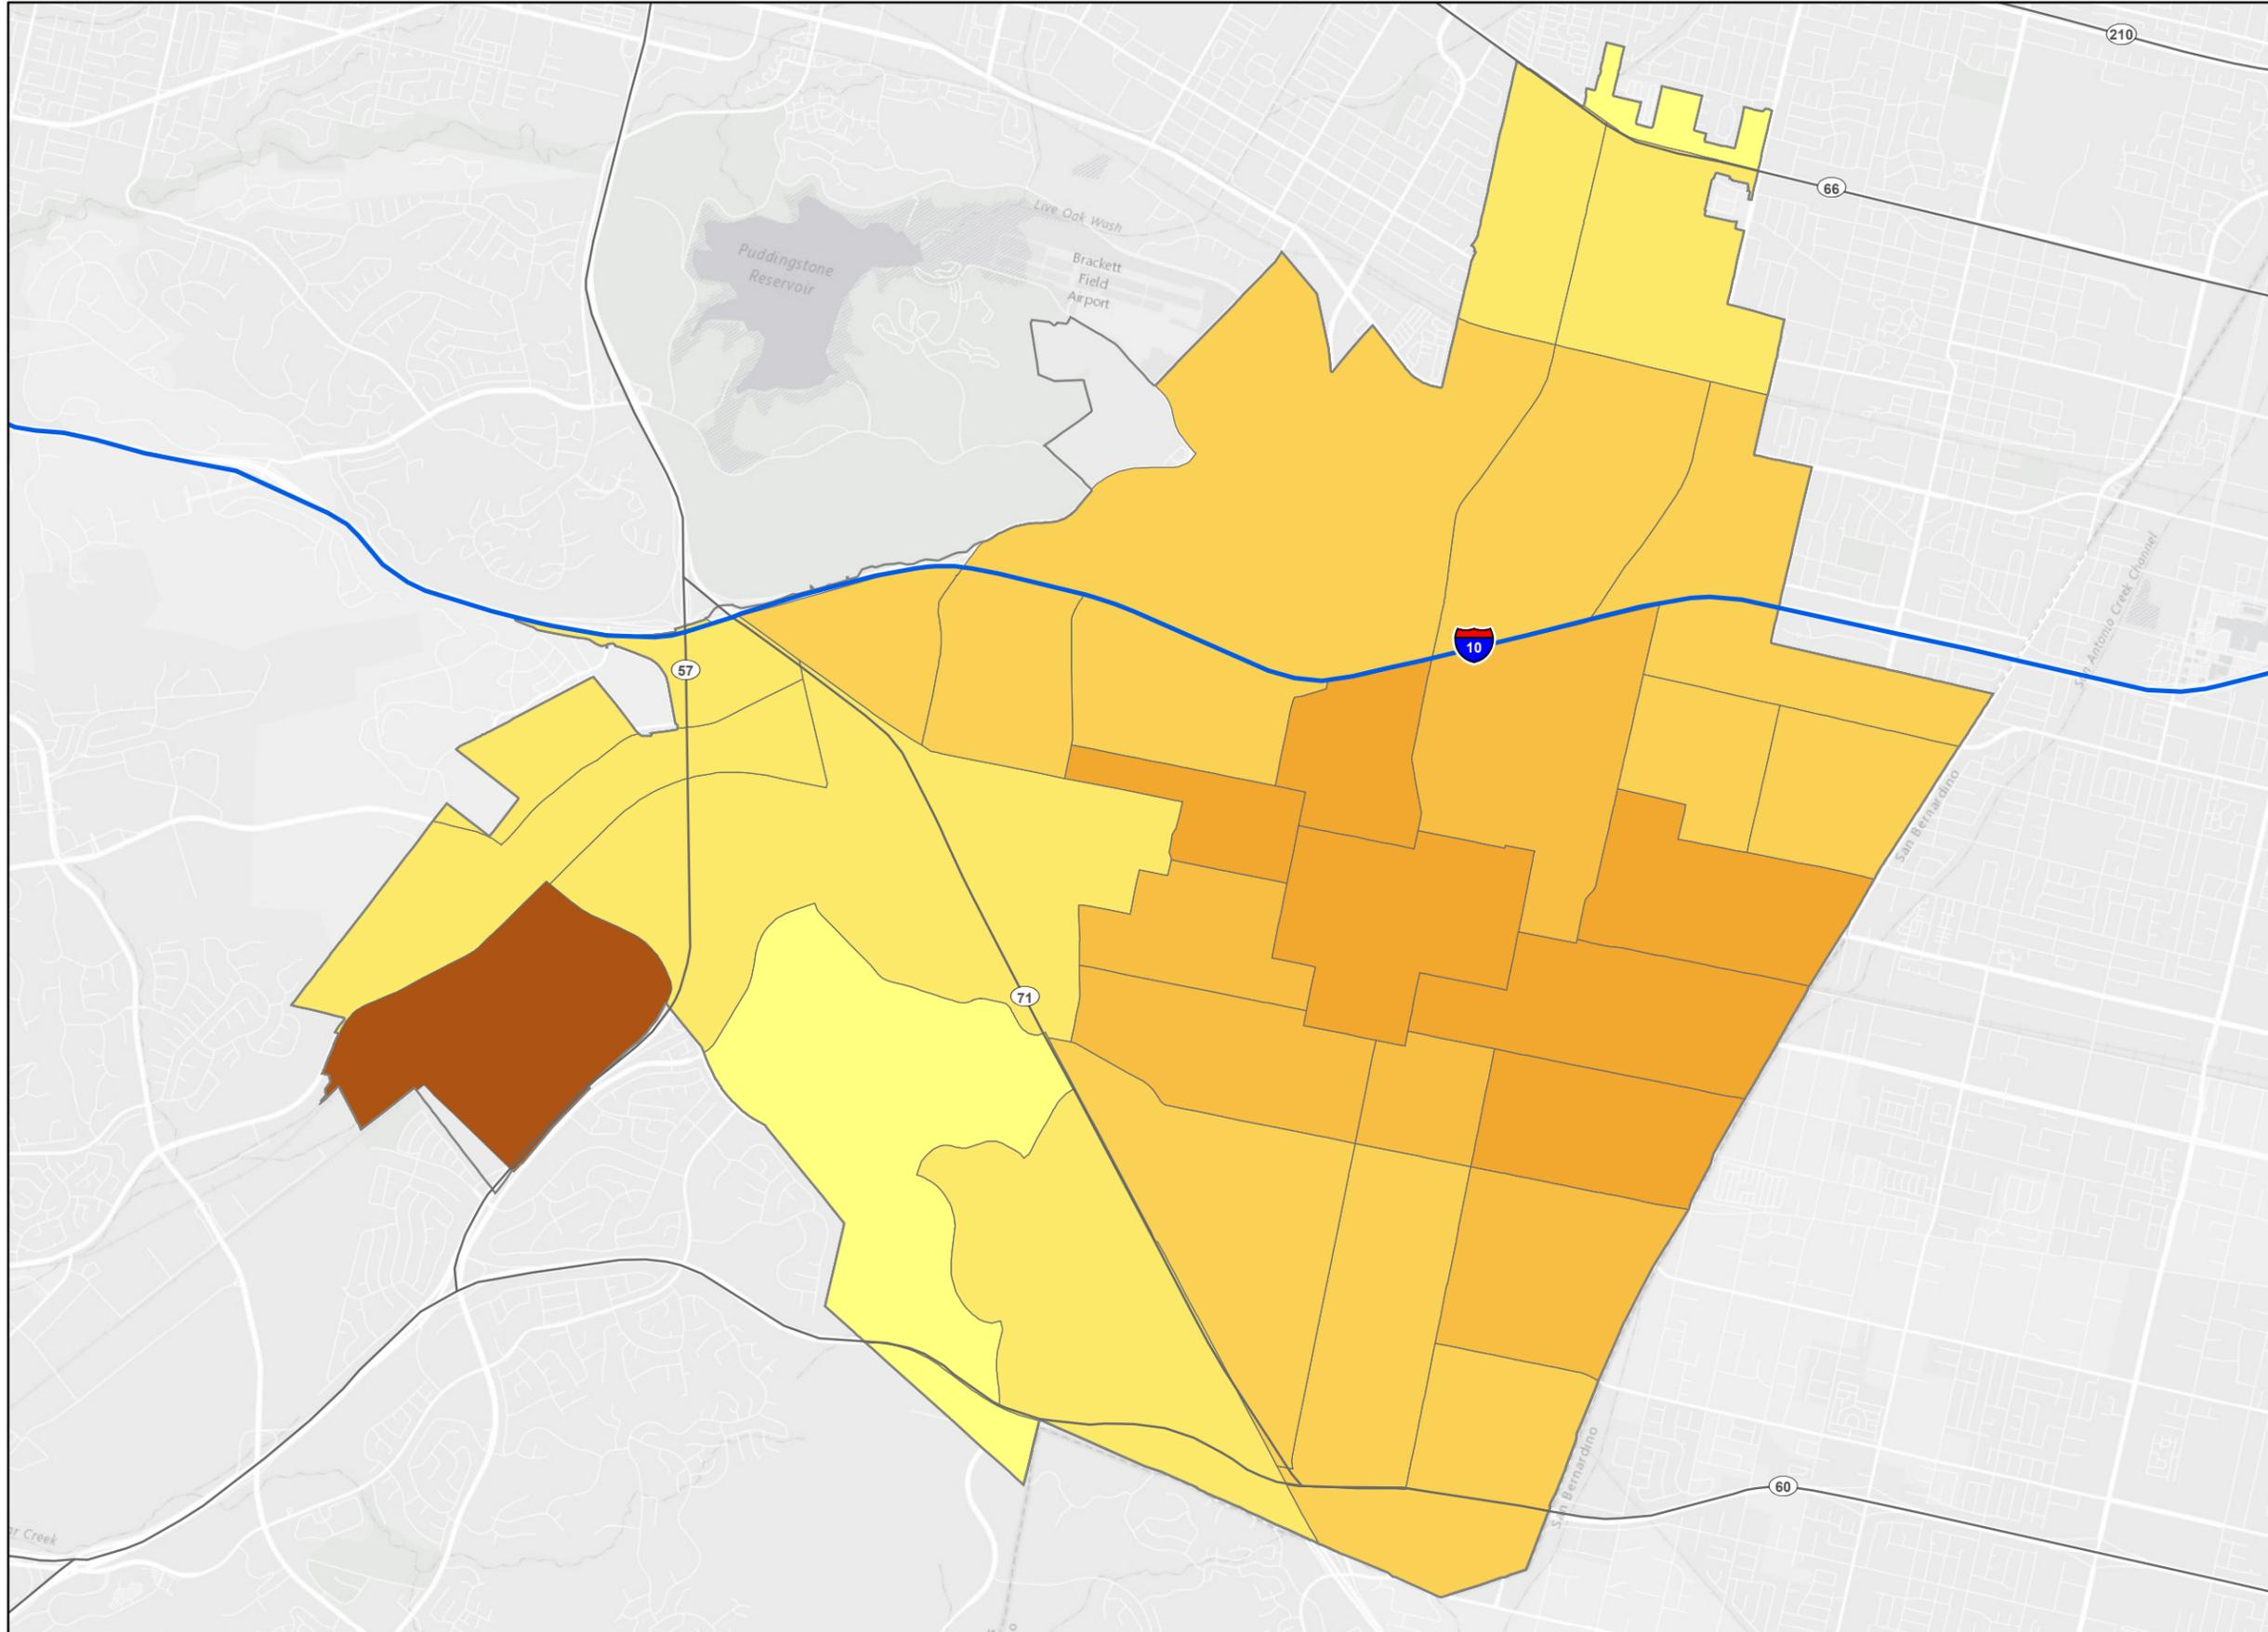 210
66
Live Oak Wash
Puddingstone
Reservoir
Brackett
Field
Airport
San Antonio Creek Channel
10
57
San Bernardino
71
San Bernardino
60
Creek